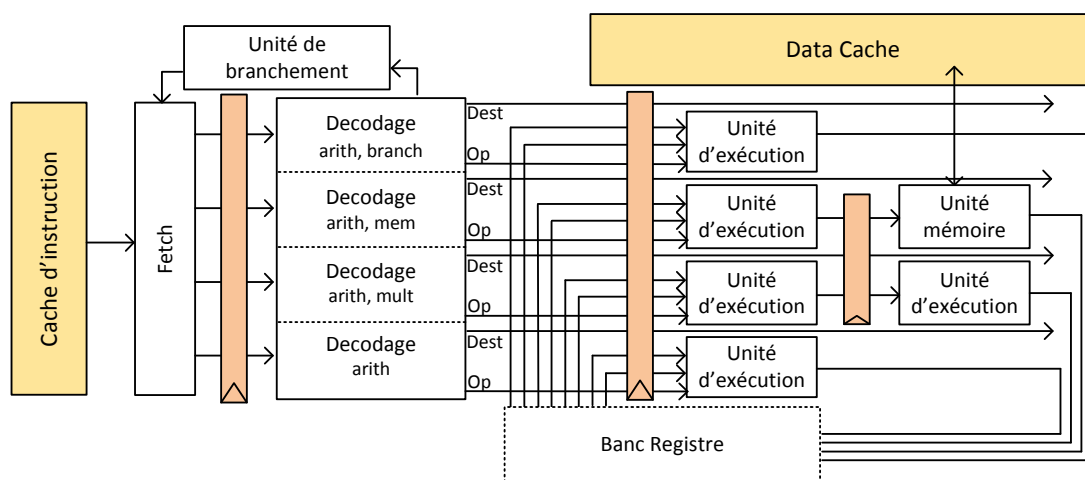 Unité de
branchement
Data Cache
Cache d'instruction
Fetch
Decodage
arith, branch
Dest
Op
Unité
d'exécution
Decodage
arith, mem
Dest
Op
Unité
d'exécution
Unité
mémoire
Decodage
arith, mult
Dest
Op
Unité
d'exécution
Unité
d'exécution
Decodage
arith
Dest
Op
Unité
d'exécution
Banc Registre